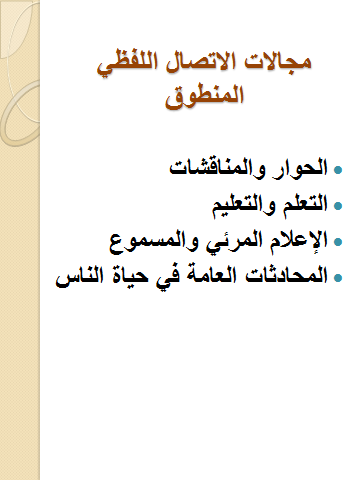 مجالات الاتصال اللفظي
المنطوق
الحوار والمناقشات
التعلم والتعليم
الإعلام المرئي والمسموع
المحادثات العامة في حياة الناس